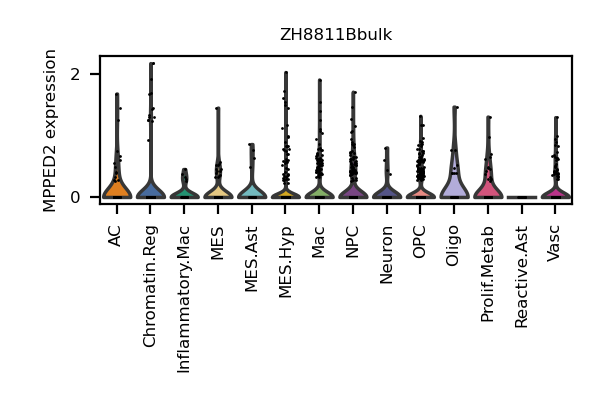 ZH8811Bbulk
MPPED2 expression
2
0
AC
Chromatin.Reg
Inflammatory.Mac
MES
MES.Ast
MES.Hyp
Mac
NPC
Neuron
OPC
Oligo
Prolif.Metab
Reactive.Ast
Vasc